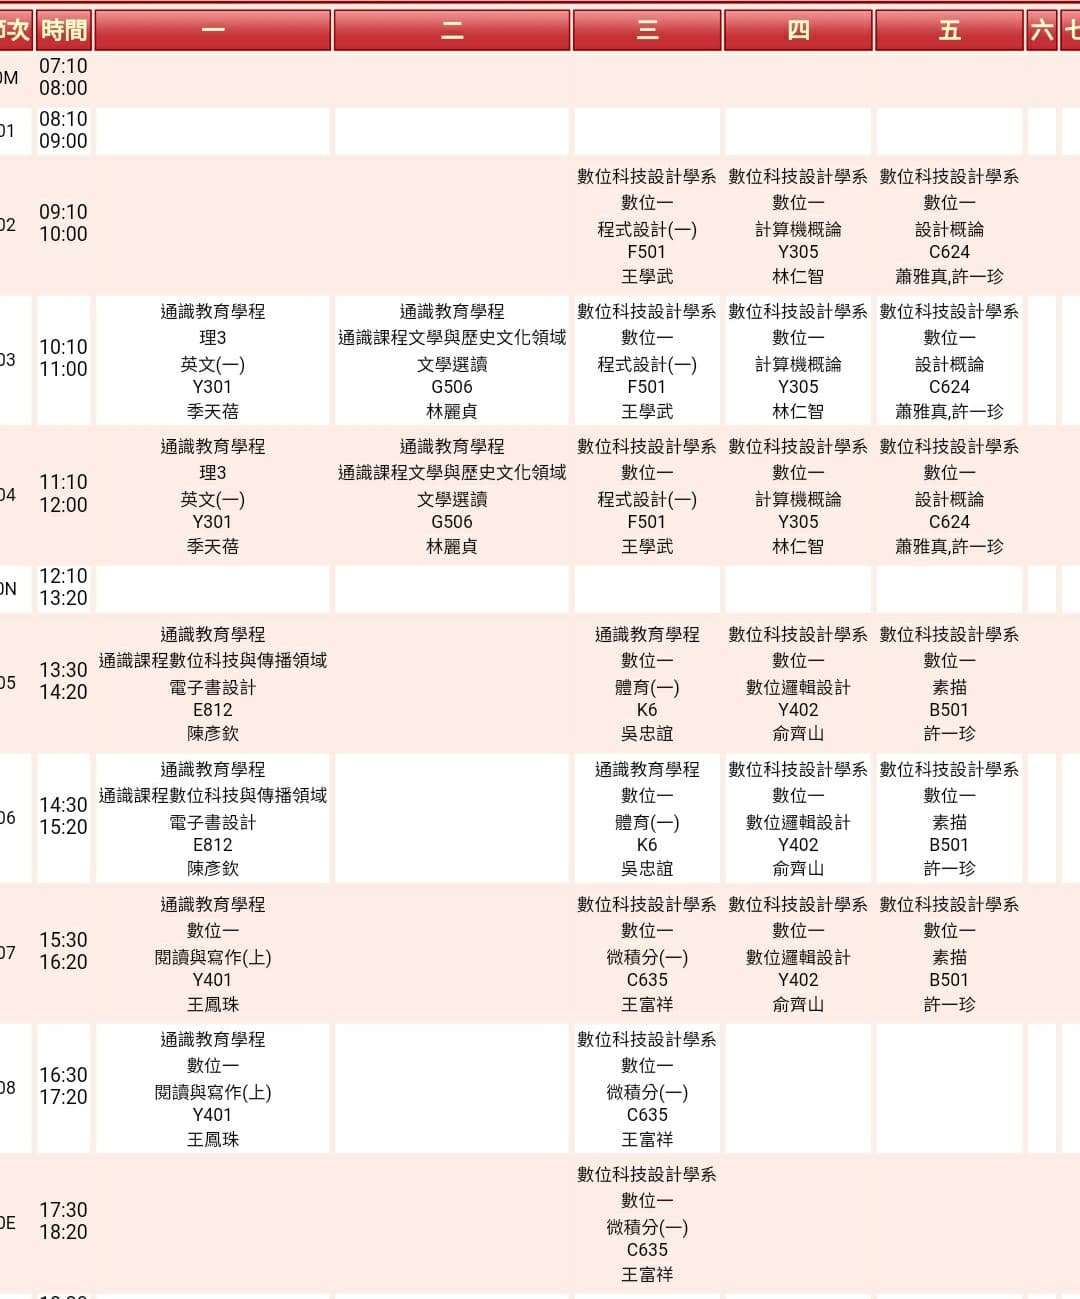 節次 時間 一 二 三 四 五 六 七
0M 07:10
08:00
01 08:10
09:00
02 09:10
10:00
數位科技設計學系
數位一
程式設計(一)
F501
王學武
數位科技設計學系
數位一
計算機概論
Y305
林仁智
數位科技設計學系
數位一
設計概論
C624
蕭雅真,許一珍
03 10:10
11:00
通識教育學程
理3
英文(一)
Y301
季天蓓
通識教育學程
通識課程文學與歷史文化領域
文學選讀
G506
林麗貞
數位科技設計學系
數位一
程式設計(一)
F501
王學武
數位科技設計學系
數位一
計算機概論
Y305
林仁智
數位科技設計學系
數位一
設計概論
C624
蕭雅真,許一珍
04 11:10
12:00
通識教育學程
理3
英文(一)
Y301
季天蓓
通識教育學程
通識課程文學與歷史文化領域
文學選讀
G506
林麗貞
數位科技設計學系
數位一
程式設計(一)
F501
王學武
數位科技設計學系
數位一
計算機概論
Y305
林仁智
數位科技設計學系
數位一
設計概論
C624
蕭雅真,許一珍
0N 12:10
13:20
05 13:30
14:20
通識教育學程
通識課程數位科技與傳播領域
電子書設計
E812
陳彥欽
通識教育學程
數位一
體育(一)
K6
吳忠誼
數位科技設計學系
數位一
數位邏輯設計
Y402
俞齊山
數位科技設計學系
數位一
素描
B501
許一珍
06 14:30
15:20
通識教育學程
通識課程數位科技與傳播領域
電子書設計
E812
陳彥欽
通識教育學程
數位一
體育(一)
K6
吳忠誼
數位科技設計學系
數位一
數位邏輯設計
Y402
俞齊山
數位科技設計學系
數位一
素描
B501
許一珍
07 15:30
16:20
通識教育學程
數位一
閱讀與寫作(上)
Y401
王鳳珠
數位科技設計學系
數位一
微積分(一)
C635
王富祥
數位科技設計學系
數位一
數位邏輯設計
Y402
俞齊山
數位科技設計學系
數位一
素描
B501
許一珍
08 16:30
17:20
通識教育學程
數位一
閱讀與寫作(上)
Y401
王鳳珠
數位科技設計學系
數位一
微積分(一)
C635
王富祥
0E 17:30
18:20
數位科技設計學系
數位一
微積分(一)
C635
王富祥